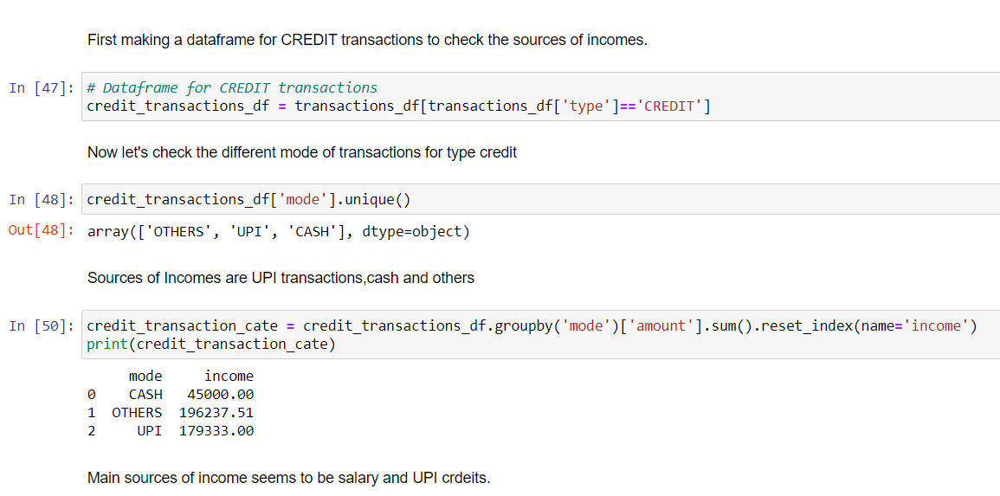 First making a dataframe for CREDIT transactions to check the sources of incomes.
In [47]: # Dataframe for CREDIT transactions
credit_transactions_df = transactions_df[transactions_df['type']=='CREDIT']
Now let's check the different mode of transactions for type credit
In [48]: credit_transactions_df['mode'].unique()
Out[48]: array(['OTHERS', 'UPI', 'CASH'], dtype=object)
Sources of Incomes are UPI transactions,cash and others
In [50]: credit_transaction_cate = credit_transactions_df.groupby('mode')['amount'].sum().reset_index(name='income')
print(credit_transaction_cate)
mode income
0 CASH 45000.00
1 OTHERS 196237.51
2 UPI 179333.00
Main sources of income seems to be salary and UPI crdeits.